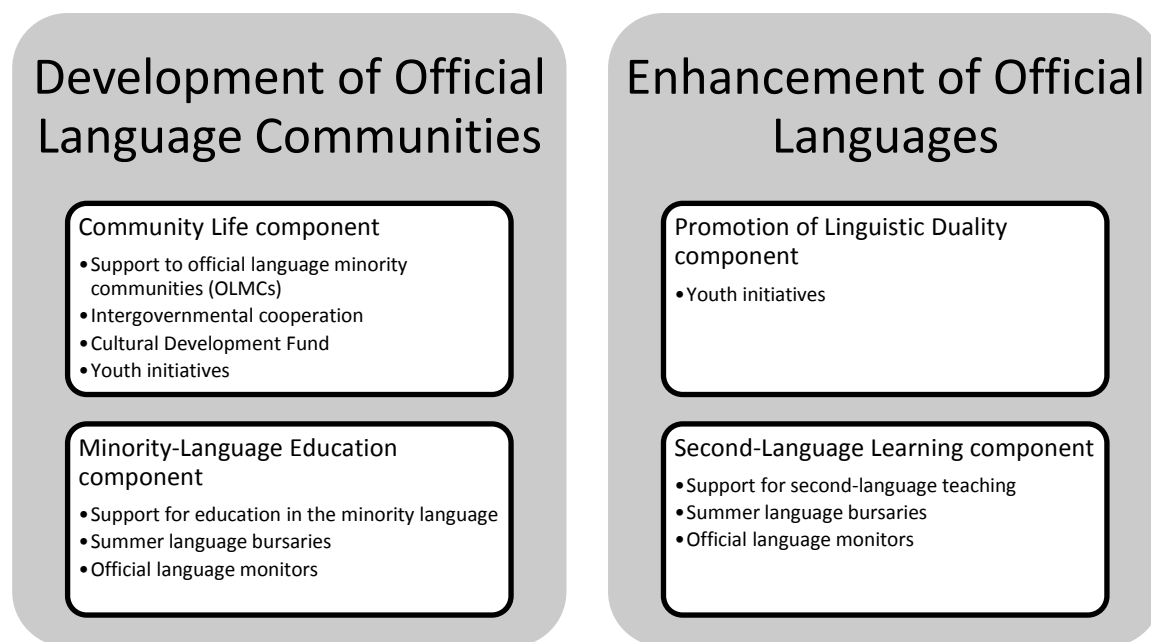 Development of Official
Language Communities
Community Life component
•Support to official language minority
communities (OLMCs)
•Intergovernmental cooperation
•Cultural Development Fund
•Youth initiatives
Minority-Language Education
component
•Support for education in the minority language
•Summer language bursaries
•Official language monitors
Enhancement of Official
Languages
Promotion of Linguistic Duality
component
•Youth initiatives
Second-Language Learning component
•Support for second-language teaching
•Summer language bursaries
•Official language monitors